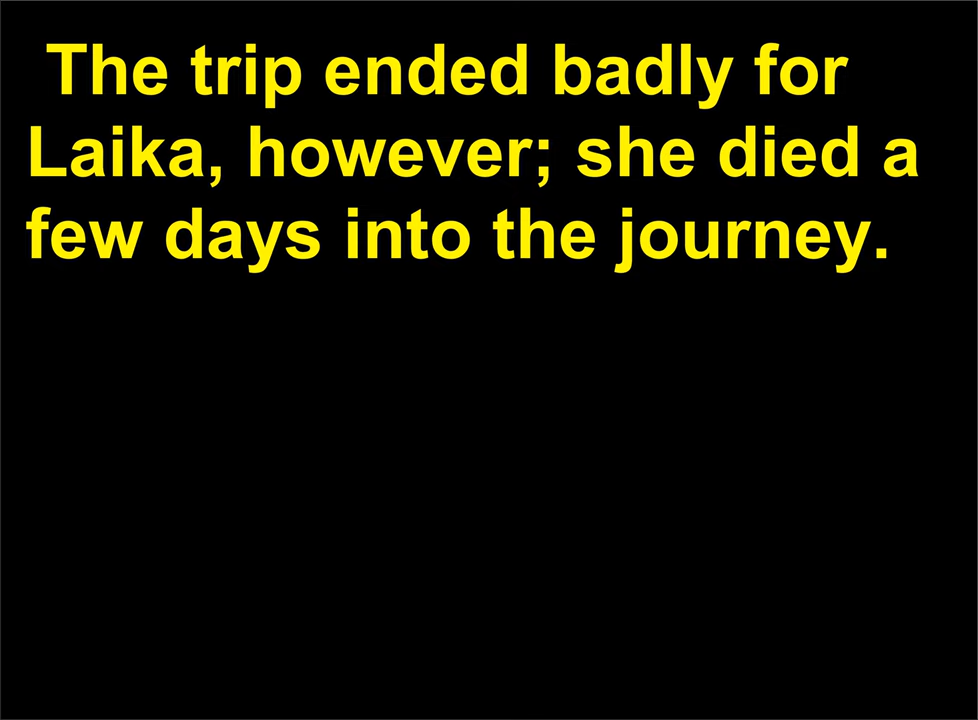 The trip ended badly for
Laika, however; she died a
few days into the journey.